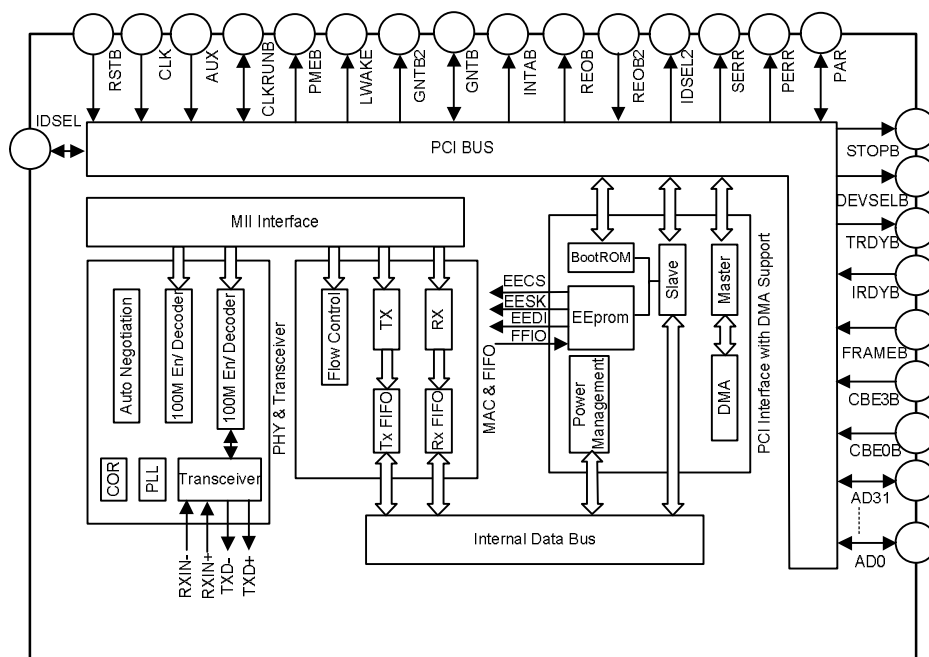 RSTB
CLK
AUX
CLKRUNB
PMEB
LWAKE
GNTB2
GNTB
INTAB
REOB
REOB2
IDSEL2
SERR
PERR
PAR
IDSEL
PCI BUS
STOPB
DEVSELB
TRDYB
IRDYB
FRAMEB
CBE3B
CBE0B
AD31
AD0
MII Interface
Auto Negotiation
100M En/ Decoder
100M En/ Decoder
COR
PLL
Transceiver
PHY & Transceiver
RXIN-
RXIN+
TXD-
TXD+
Flow Control
TX
RX
Tx FIFO
Rx FIFO
MAC & FIFO
EECS
EESK
EEDI
FFIO
BootROM
EEprom
Power
Management
Slave
Master
DMA
PCI Interface with DMA Support
Internal Data Bus